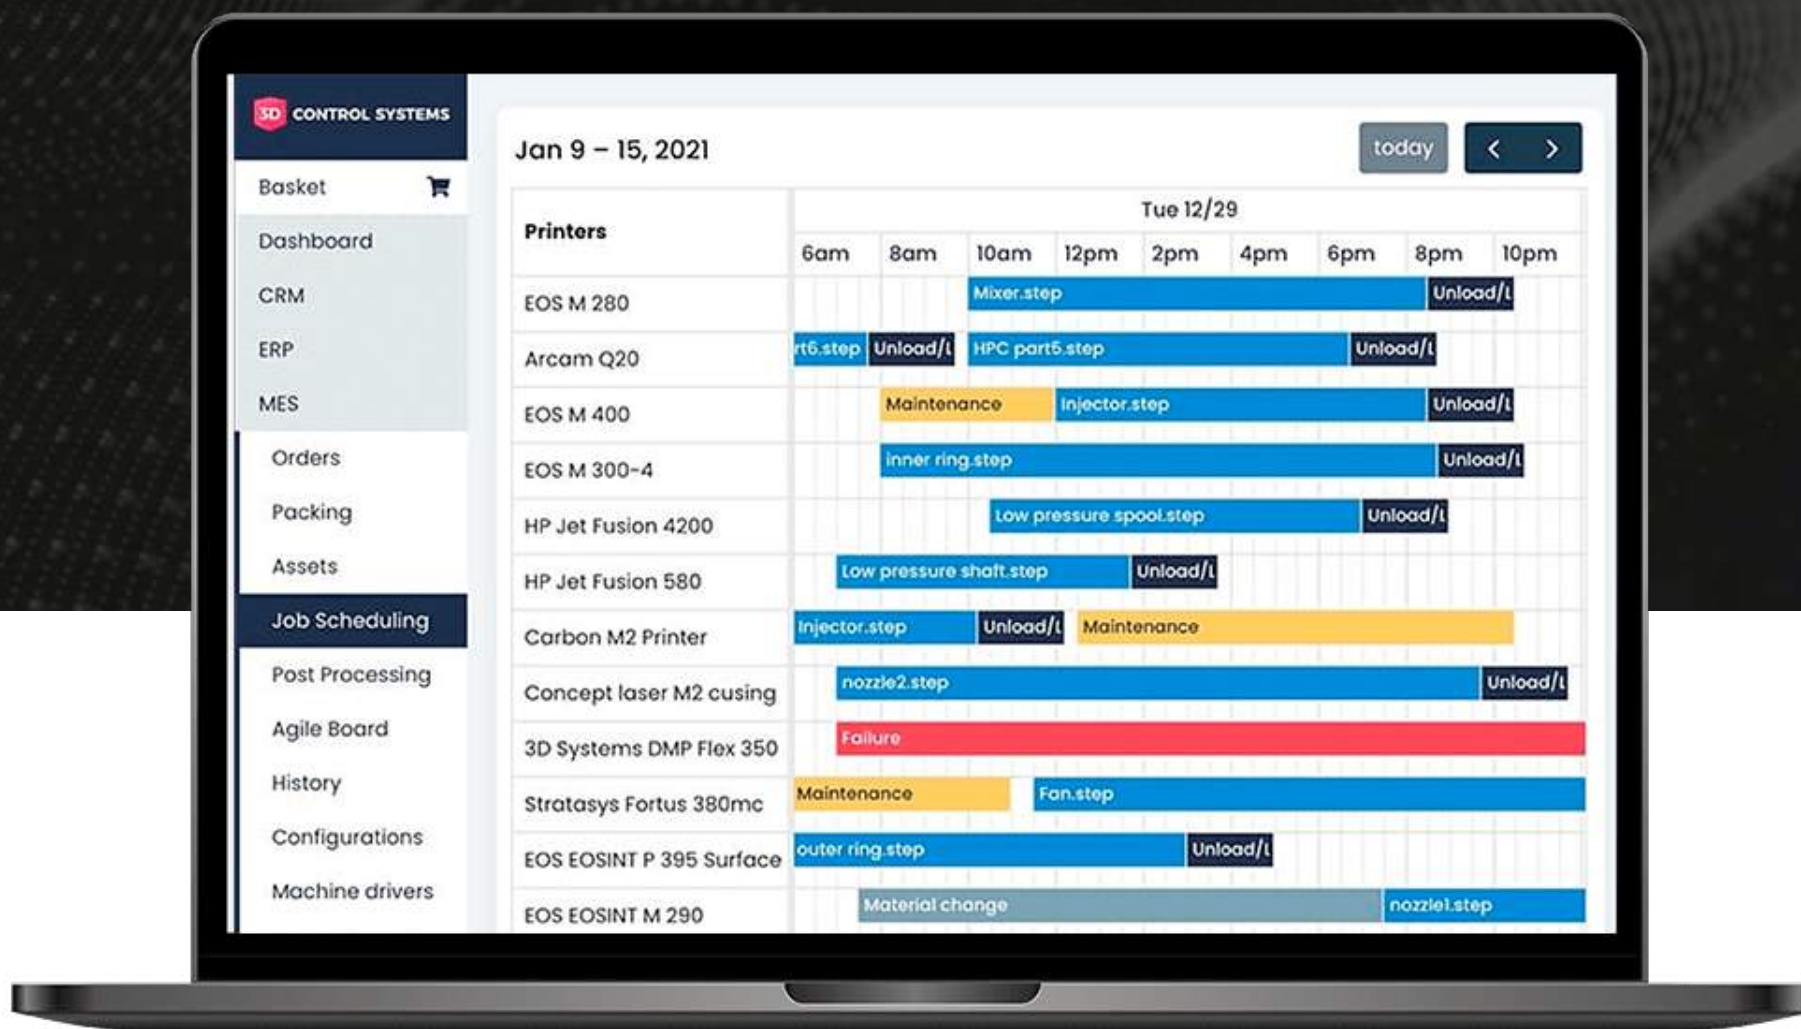 3D CONTROL SYSTEMS
Basket
Dashboard
CRM
ERP
MES
Orders
Packing
Assets
Job Scheduling
Post Processing
Agile Board
History
Configurations
Machine drivers
Jan 9 – 15, 2021
today
Printers
Tue 12/29
6am 8am 10am 12pm 2pm 4pm 6pm 8pm 10pm
EOS M 280 Mixer.step Unload/L
Arcam Q20 rt6.step Unload/L HPC part5.step Unload/L
EOS M 400 Maintenance Injector.step Unload/L
EOS M 300-4 inner ring.step Unload/L
HP Jet Fusion 4200 Low pressure spool.step Unload/L
HP Jet Fusion 580 Low pressure shaft.step Unload/L
Carbon M2 Printer Injector.step Unload/L Maintenance
Concept laser M2 cusing nozzle2.step Unload/L
3D Systems DMP Flex 350 Failure
Stratasys Fortus 380mc Maintenance Fan.step
EOS EOSINT P 395 Surface outer ring.step Unload/L
EOS EOSINT M 290 Material change nozzle1.step